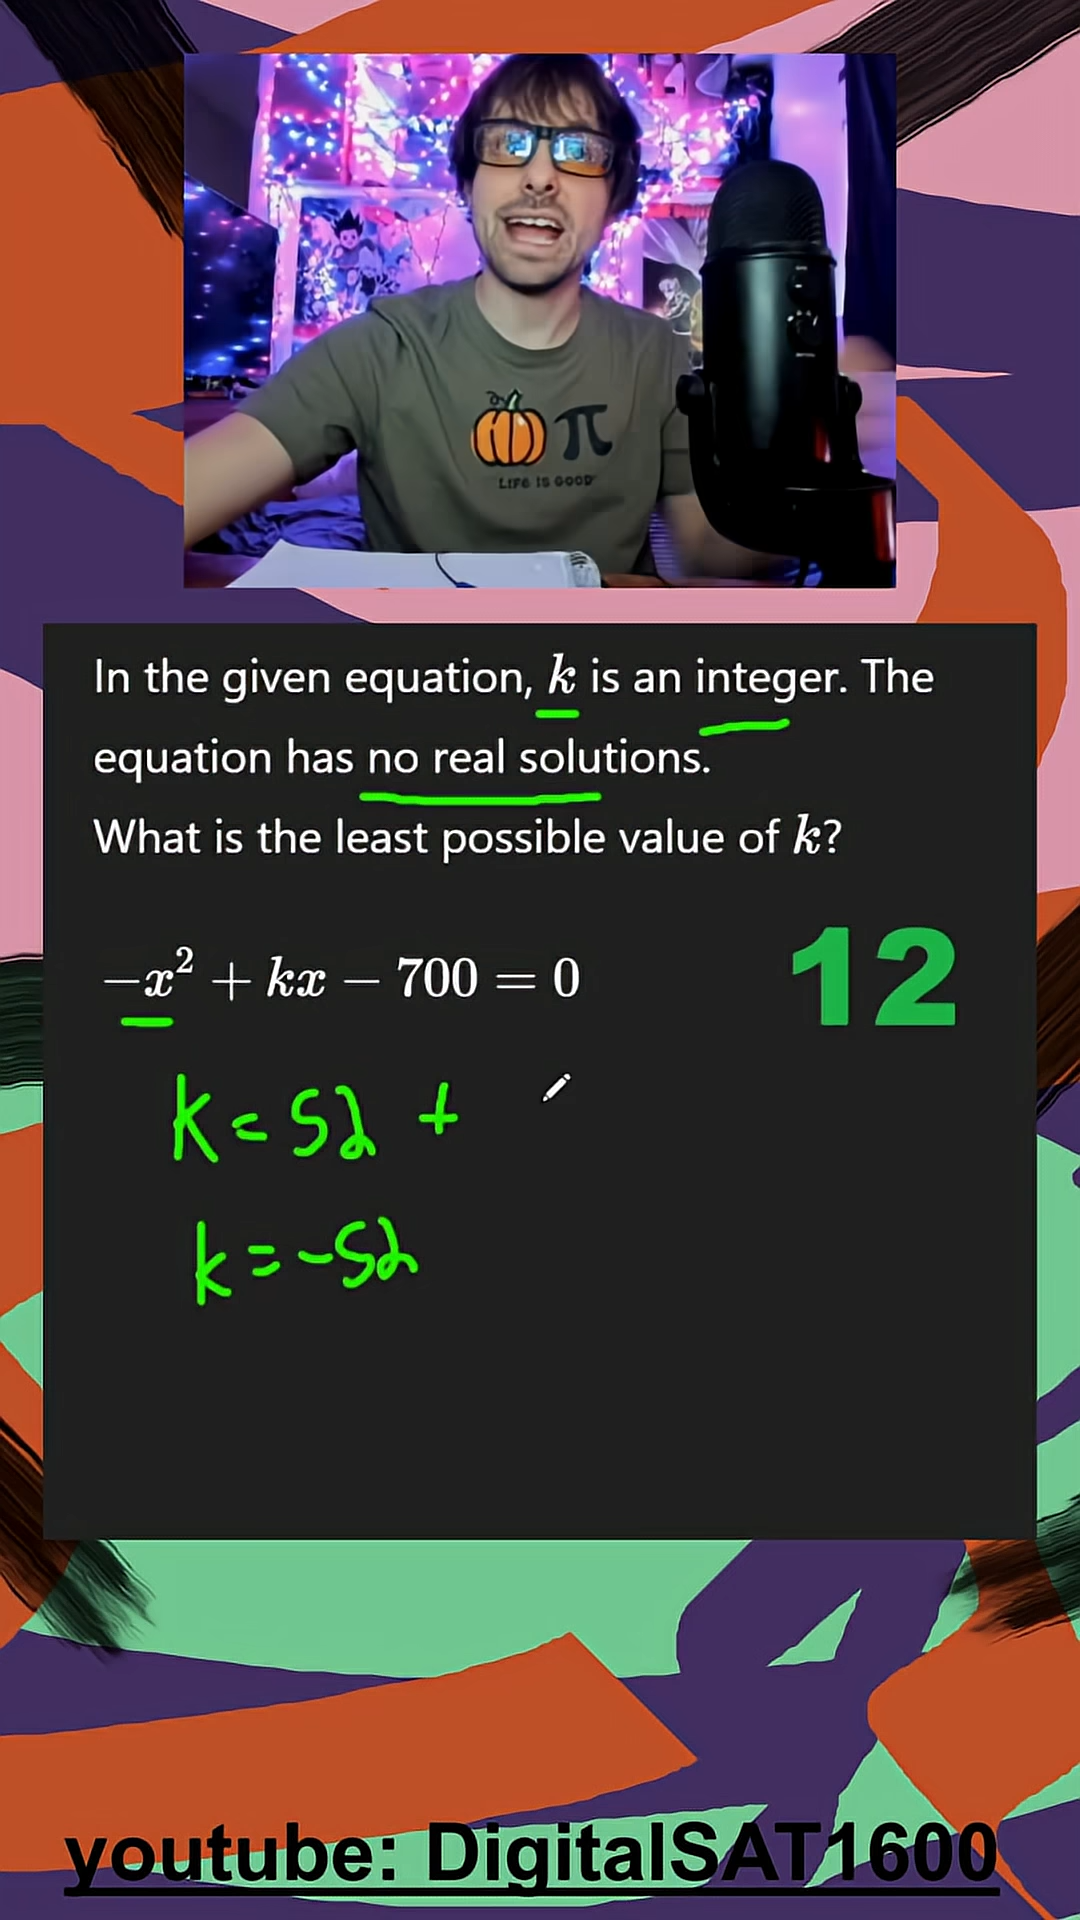 π
LIFE IS GOOD
In the given equation, k is an integer. The
equation has no real solutions.
What is the least possible value of k?
−x² + kx − 700 = 0
12
k = 52 +
k = -52
youtube: DigitalSAT1600